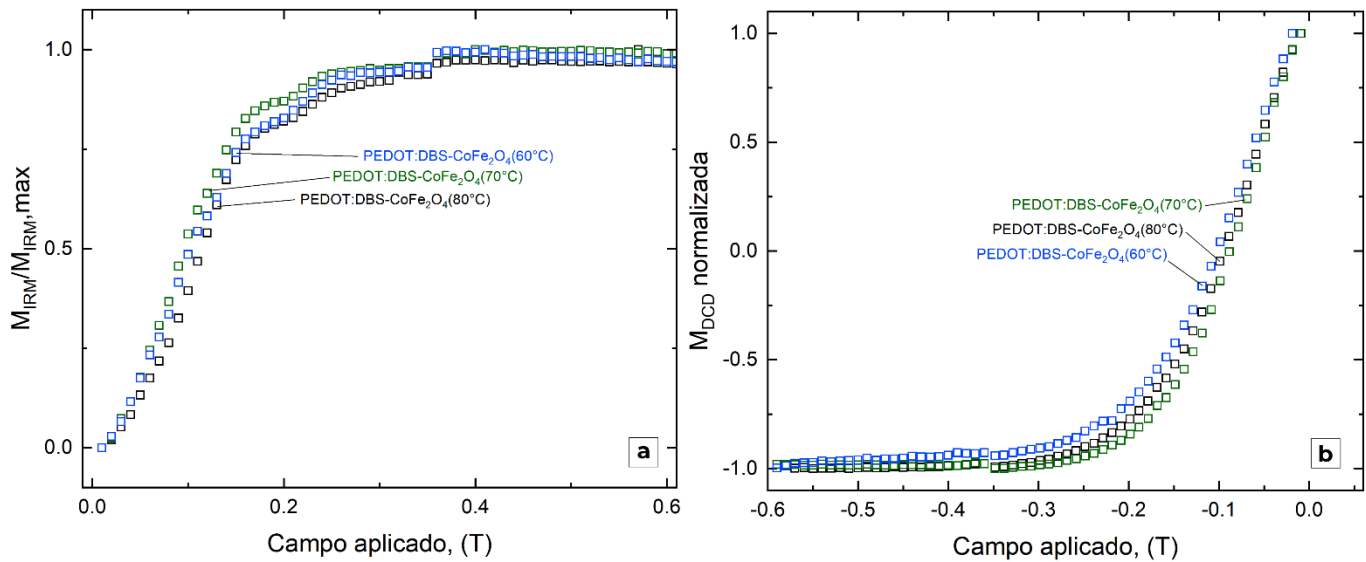 M_IRM/M_IRM,max
1.0
0.5
0.0
PEDOT:DBS-CoFe₂O₄(60°C)
PEDOT:DBS-CoFe₂O₄(70°C)
PEDOT:DBS-CoFe₂O₄(80°C)
a
0.0 0.2 0.4 0.6
Campo aplicado, (T)
M_DCD normalizada
1.0
0.5
0.0
-0.5
-1.0
PEDOT:DBS-CoFe₂O₄(70°C)
PEDOT:DBS-CoFe₂O₄(80°C)
PEDOT:DBS-CoFe₂O₄(60°C)
b
-0.6 -0.5 -0.4 -0.3 -0.2 -0.1 0.0
Campo aplicado, (T)